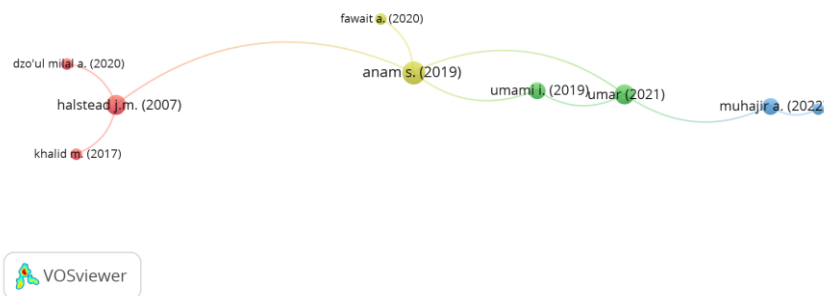 fawait a. (2020)
dzo'ul milal a. (2020)
anam s. (2019)
umami i. (2019)
umar (2021)
halstead j.m. (2007)
muhajir a. (2022)
khalid m. (2017)
VOSviewer